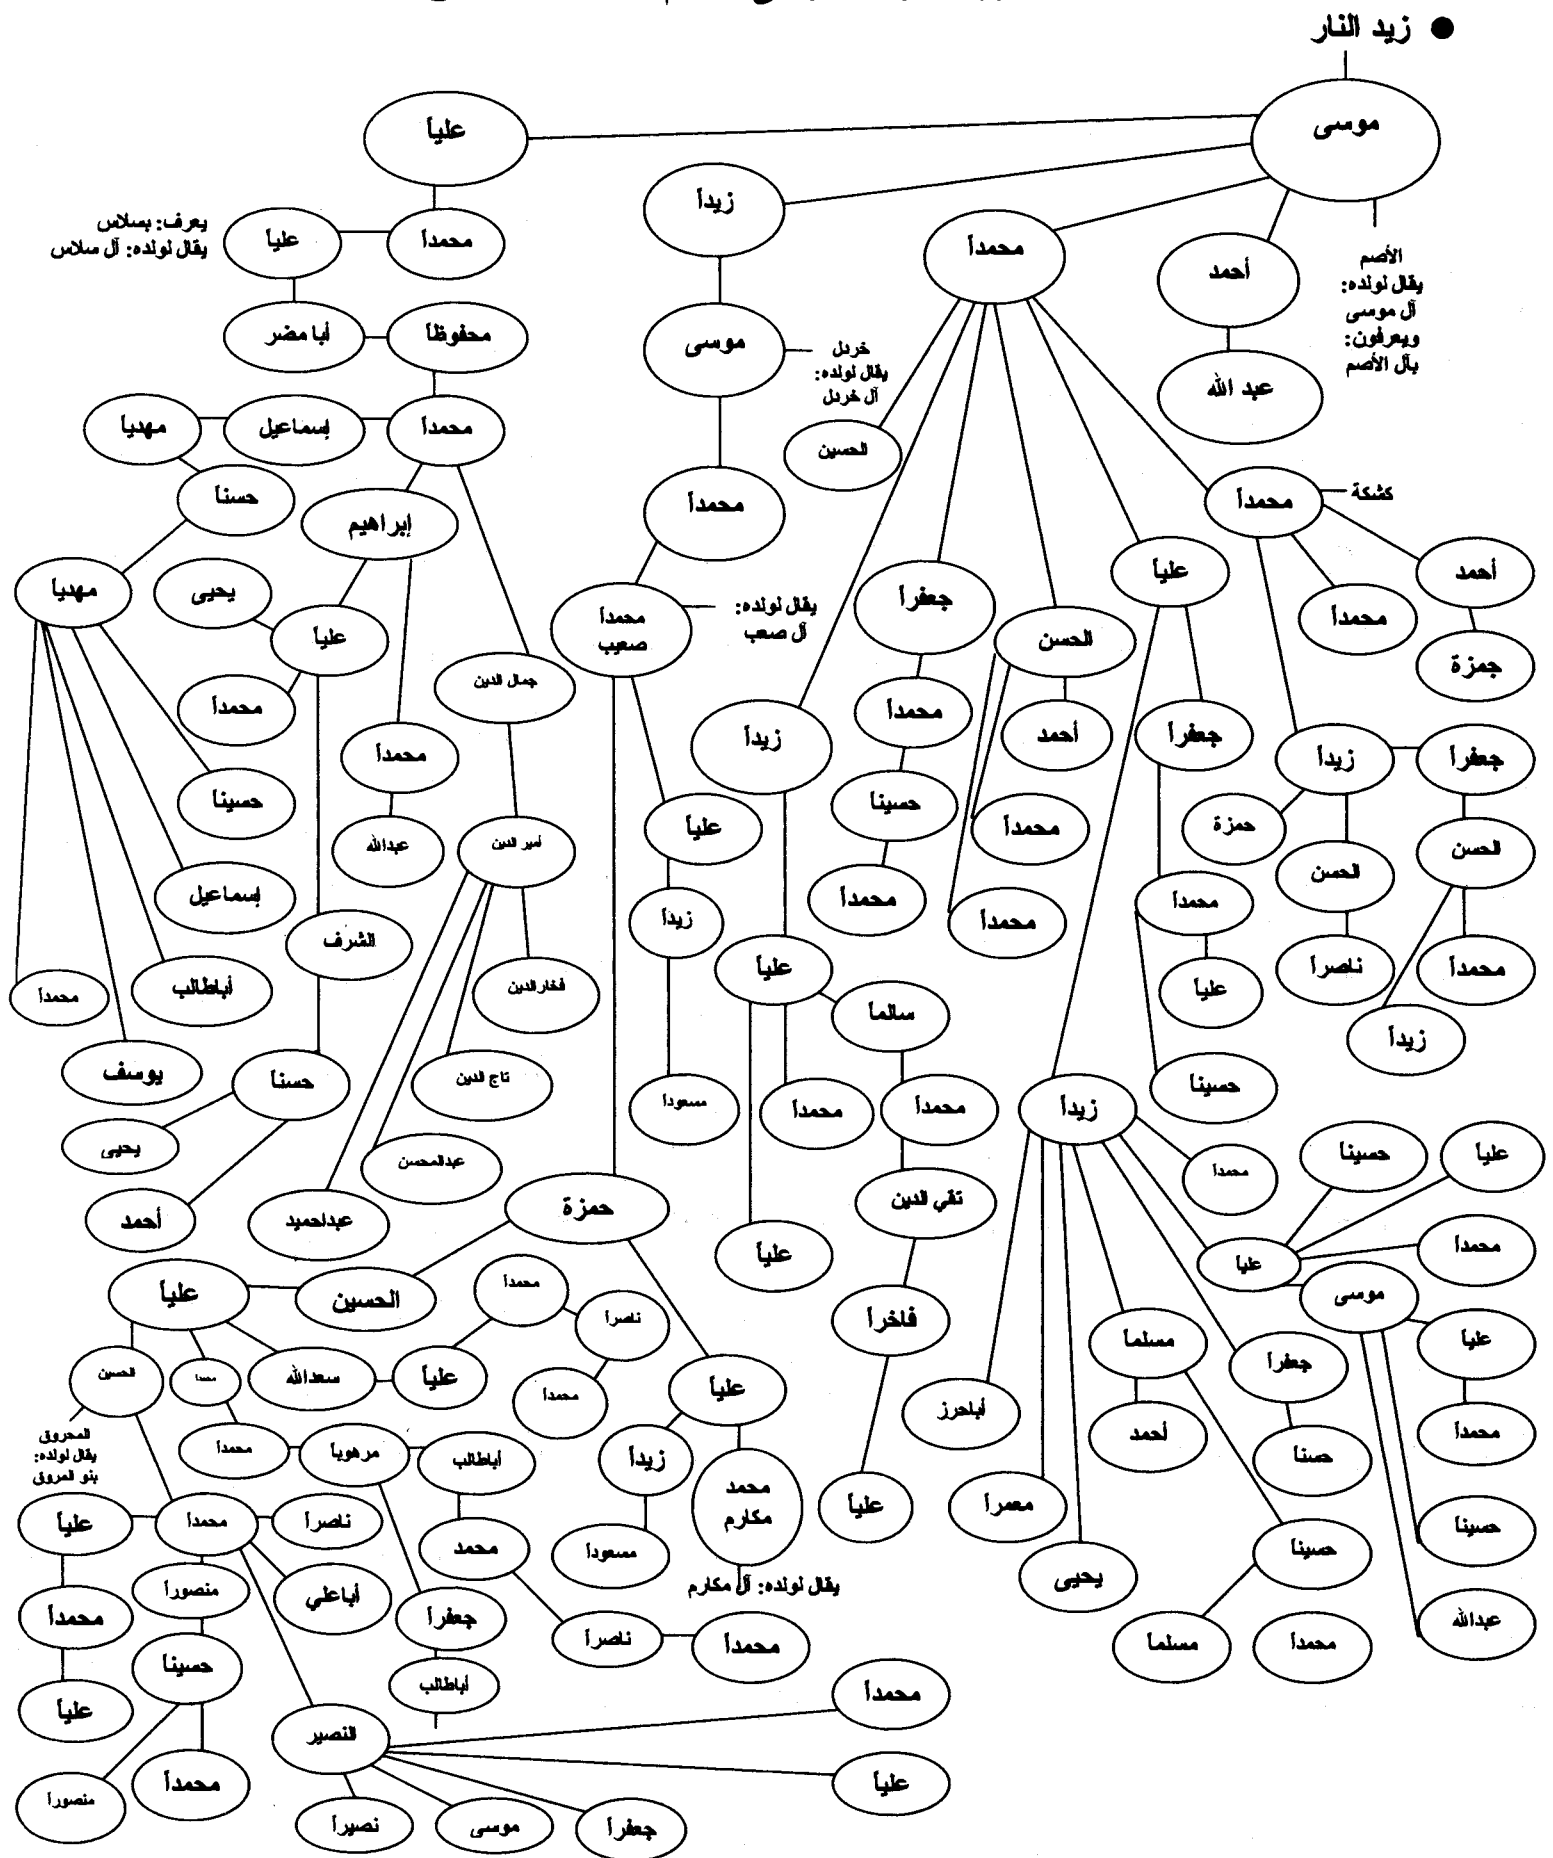 زيد النار
موسى
علياً
زيداً
محمداً
أحمد
الأصم
يقال لولده:
آل موسى
ويعرفون:
بآل الأصم
محمداً
علياً
يعرف: بسلاس
يقال لولده: آل سلاس
أبا مضر
محفوظاً
موسى
خردل
يقال لولده:
آل خردل
عبد الله
محمداً
إسماعيل
مهدياً
الحسين
حسناً
إبراهيم
محمداً
محمداً
كشكة
مهدياً
يحيى
علياً
محمداً
صعيب
يقال لولده:
آل صعب
جعفراً
الحسن
علياً
محمداً
أحمد
جمزة
محمداً
جمال الدين
محمداً
زيداً
محمداً
أحمد
جعفراً
زيداً
جعفراً
حسيناً
عبدالله
أمير الدين
علياً
حسيناً
محمداً
حمزة
الحسن
الحسن
إسماعيل
الشرف
زيداً
محمداً
محمداً
محمداً
محمداً
أباطالب
فخار الدين
علياً
سالماً
علياً
ناصراً
محمداً
يوسف
حسناً
تاج الدين
مسعوداً
محمداً
محمداً
زيداً
حسيناً
زيداً
يحيى
عبدالمحسن
محمداً
حسيناً
علياً
أحمد
عبداحميد
حمزة
علياً
تقي الدين
علياً
محمداً
علياً
الحسين
محمداً
ناصراً
فاخراً
موسى
الحسين
محمداً
سعدالله
علياً
محمداً
علياً
مسلماً
جعفراً
علياً
المحروق
يقال لولده:
بنو المروق
محمداً
مرهوباً
أباطالب
زيداً
محمد
مكارم
علياً
أباحرز
معمراً
أحمد
حسناً
محمداً
علياً
محمداً
ناصراً
محمد
مسعوداً
يقال لولده: آل مكارم
يحيى
حسيناً
حسيناً
محمداً
منصوراً
أباعلي
جعفراً
ناصراً
محمداً
مسلماً
محمداً
عبدالله
علياً
حسيناً
أباطالب
محمداً
النصير
علياً
منصوراً
محمداً
نصيراً
موسى
جعفراً